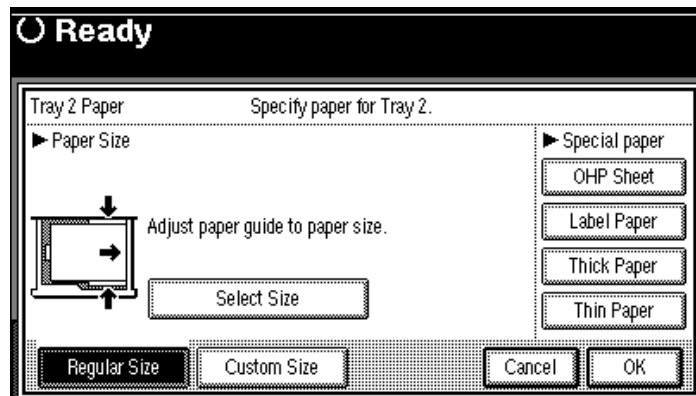 Ready
Tray 2 Paper
Specify paper for Tray 2.
► Paper Size
► Special paper
OHP Sheet
Label Paper
Thick Paper
Thin Paper
Adjust paper guide to paper size.
Select Size
Regular Size
Custom Size
Cancel
OK